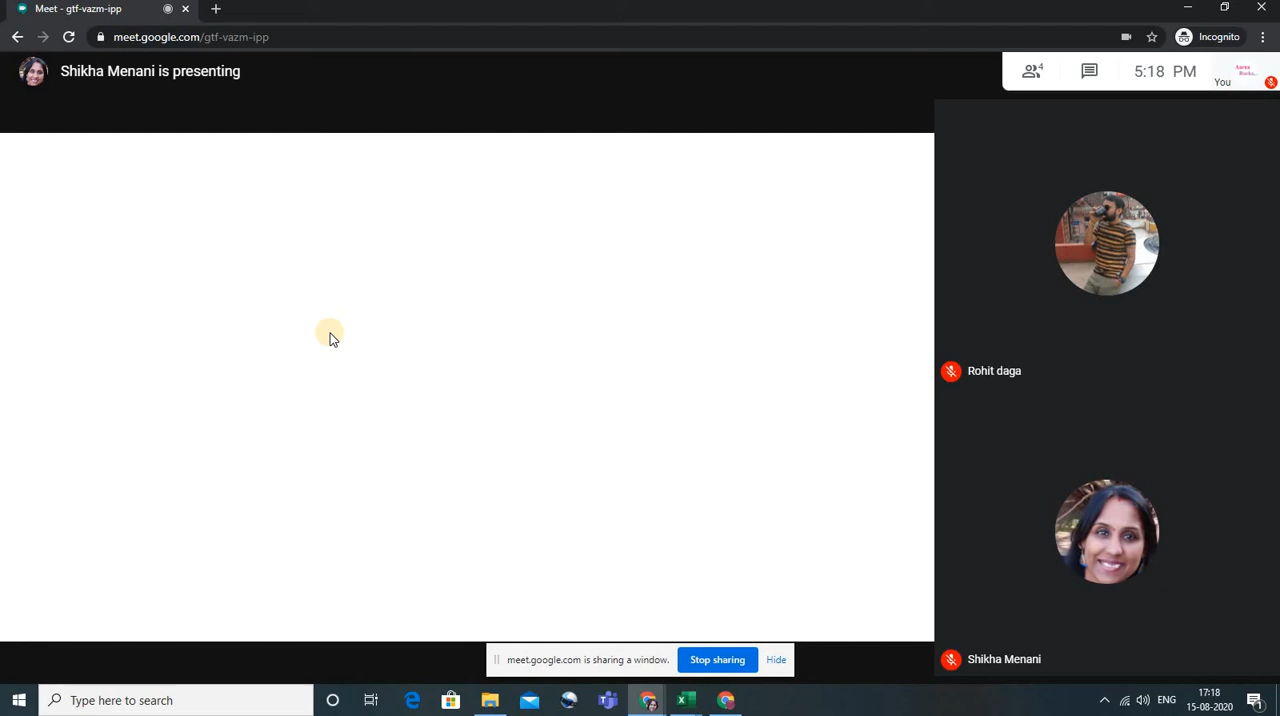 Meet - gtf-vazm-ipp
meet.google.com/gtf-vazm-ipp
Incognito
Shikha Menani is presenting
4
5:18 PM
You
Rohit daga
Shikha Menani
meet.google.com is sharing a window.
Stop sharing
Hide
Type here to search
ENG
17:18
15-08-2020
1